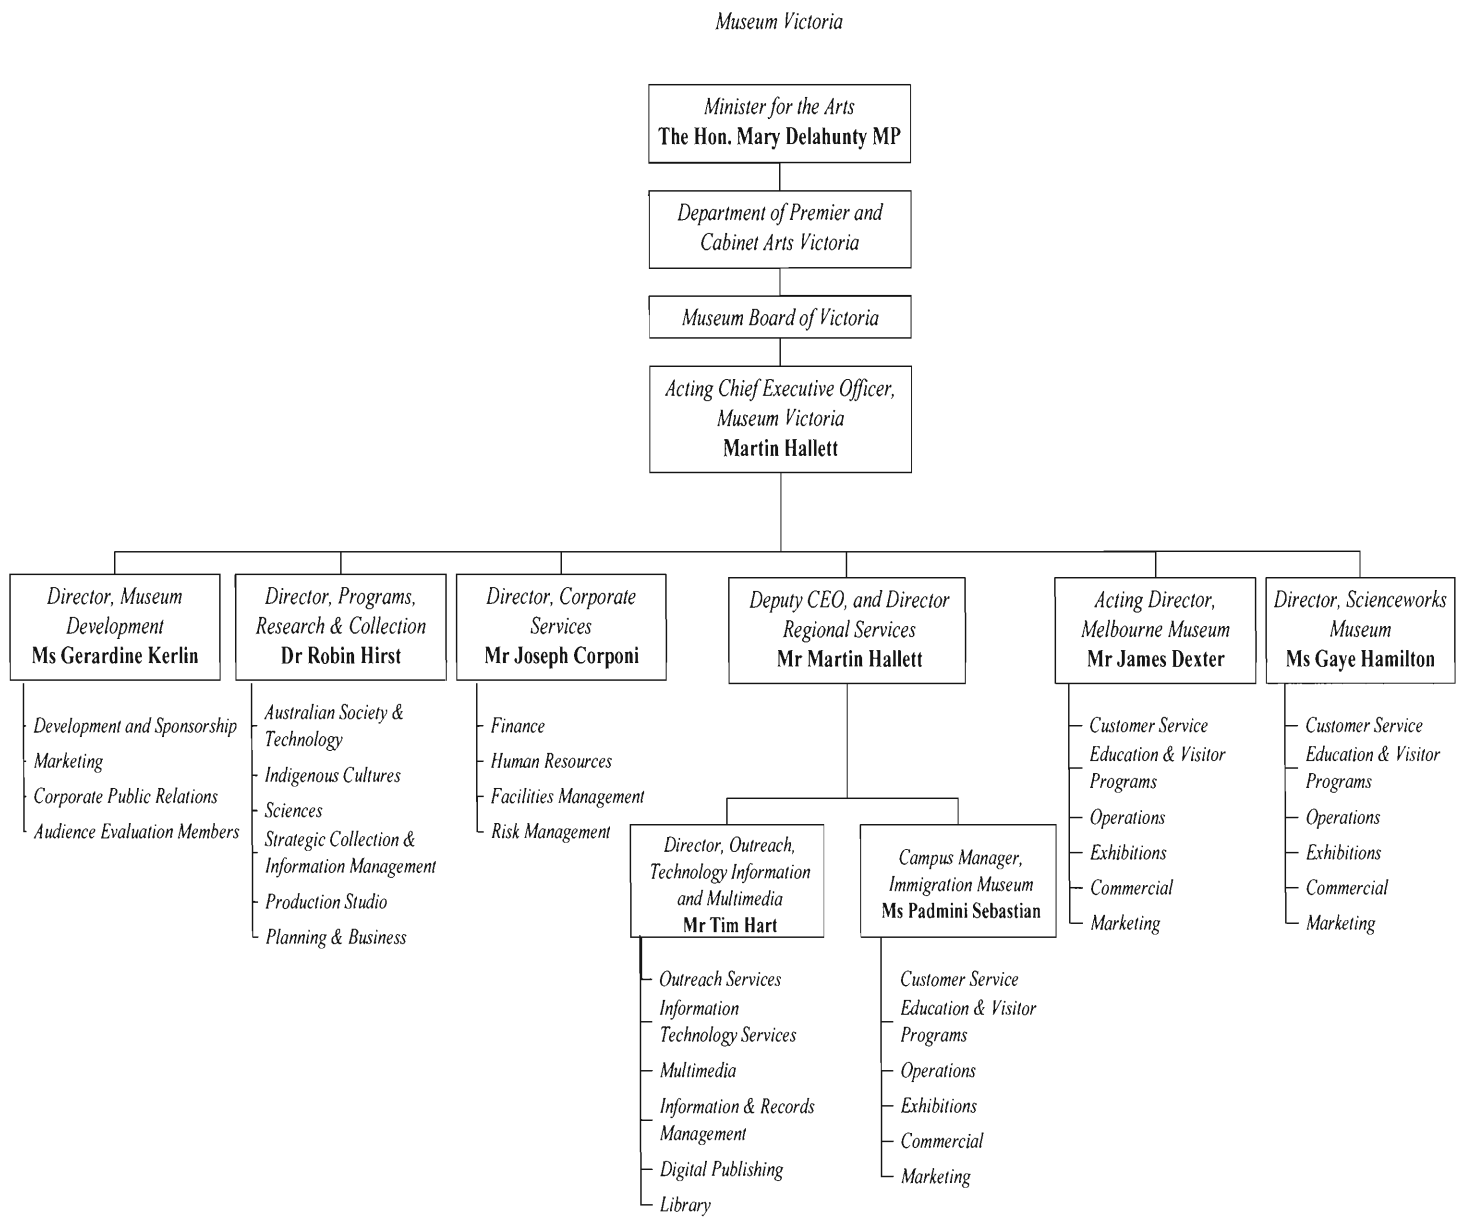 Museum Victoria
Minister for the Arts
The Hon. Mary Delahunty MP
Department of Premier and
Cabinet Arts Victoria
Museum Board of Victoria
Acting Chief Executive Officer,
Museum Victoria
Martin Hallett
Director, Museum
Development
Ms Gerardine Kerlin
Development and Sponsorship
Marketing
Corporate Public Relations
Audience Evaluation Members
Director, Programs,
Research & Collection
Dr Robin Hirst
Australian Society &
Technology
Indigenous Cultures
Sciences
Strategic Collection &
Information Management
Production Studio
Planning & Business
Director, Corporate
Services
Mr Joseph Corponi
Finance
Human Resources
Facilities Management
Risk Management
Deputy CEO, and Director
Regional Services
Mr Martin Hallett
Director, Outreach,
Technology Information
and Multimedia
Mr Tim Hart
Outreach Services
Information
Technology Services
Multimedia
Information & Records
Management
Digital Publishing
Library
Campus Manager,
Immigration Museum
Ms Padmini Sebastian
Customer Service
Education & Visitor
Programs
Operations
Exhibitions
Commercial
Marketing
Acting Director,
Melbourne Museum
Mr James Dexter
Customer Service
Education & Visitor
Programs
Operations
Exhibitions
Commercial
Marketing
Director, Scienceworks
Museum
Ms Gaye Hamilton
Customer Service
Education & Visitor
Programs
Operations
Exhibitions
Commercial
Marketing